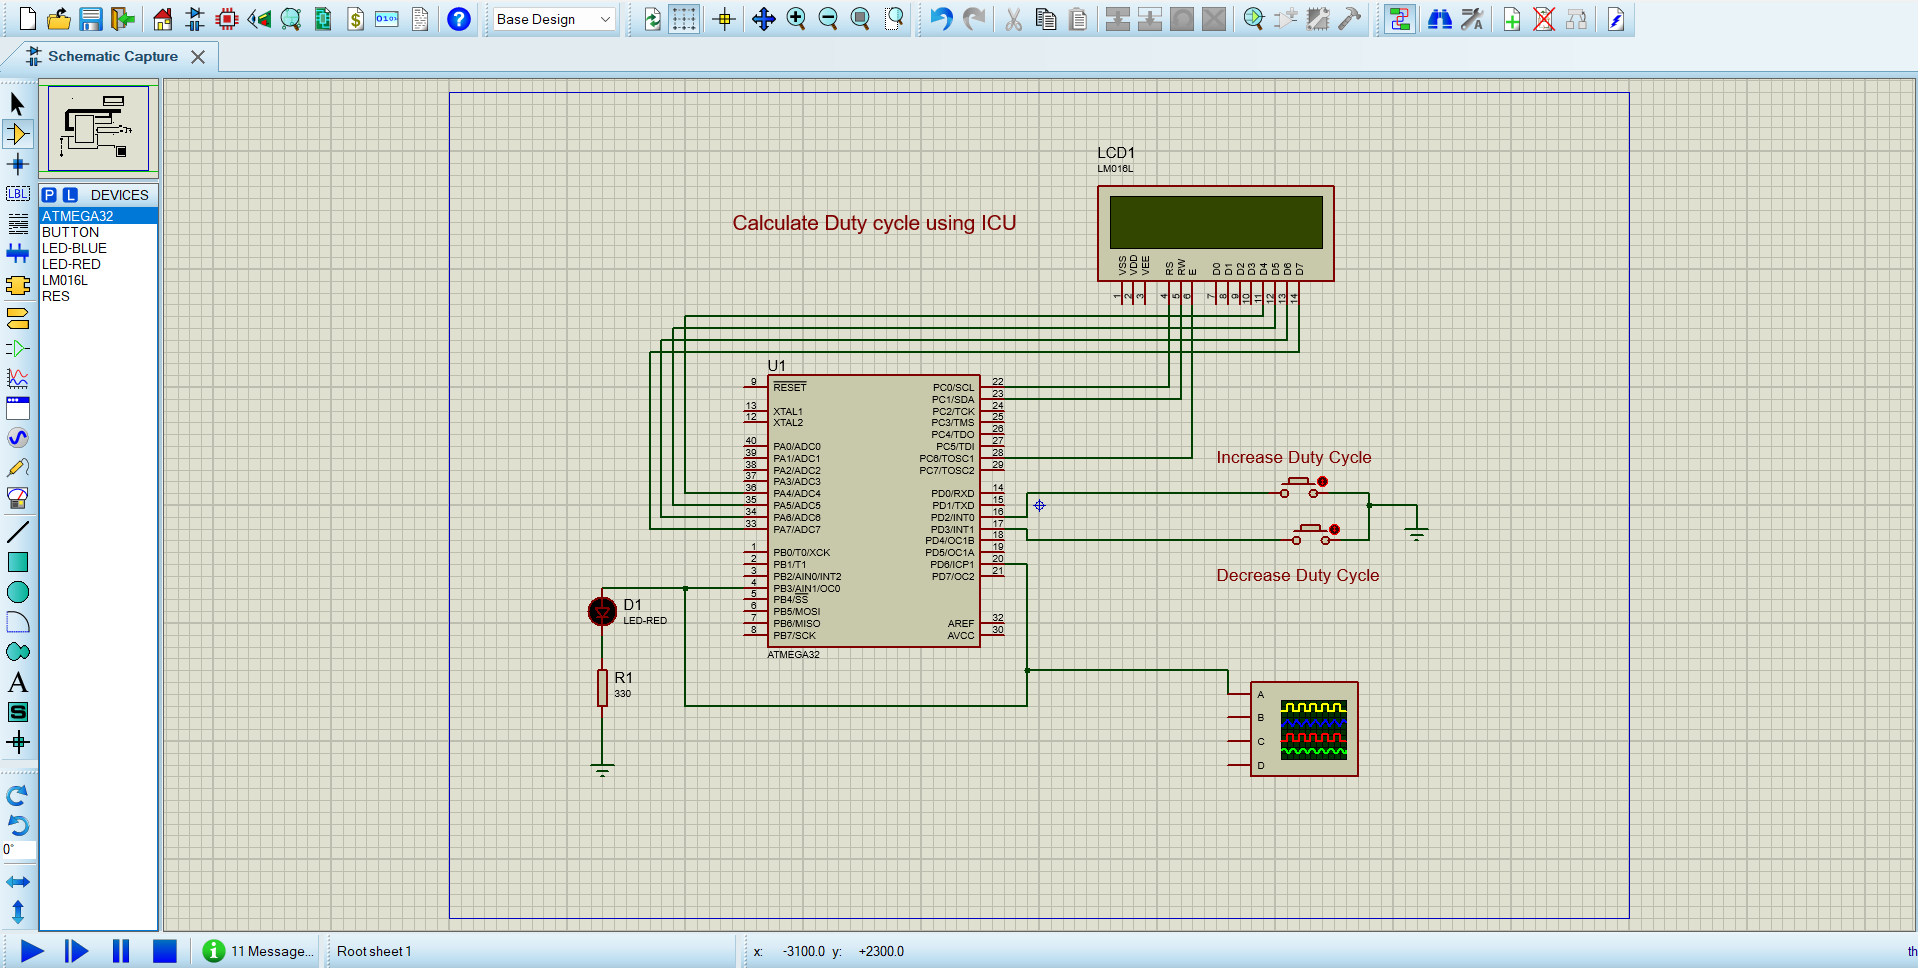 Base Design
Schematic Capture
LBL
P L DEVICES
ATMEGA32
BUTTON
LED-BLUE
LED-RED
LM016L
RES
A
S
0°
LCD1
LM016L
VSS VDD VEE RS RW E D0 D1 D2 D3 D4 D5 D6 D7
1 2 3 4 5 6 7 8 9 10 11 12 13 14
Calculate Duty cycle using ICU
U1
9 RESET PC0/SCL 22
PC1/SDA 23
13 XTAL1 PC2/TCK 24
12 XTAL2 PC3/TMS 25
PC4/TDO 26
40 PA0/ADC0 PC5/TDI 27
39 PA1/ADC1 PC6/TOSC1 28
38 PA2/ADC2 PC7/TOSC2 29
37 PA3/ADC3
36 PA4/ADC4 PD0/RXD 14
35 PA5/ADC5 PD1/TXD 15
34 PA6/ADC6 PD2/INT0 16
33 PA7/ADC7 PD3/INT1 17
PD4/OC1B 18
1 PB0/T0/XCK PD5/OC1A 19
2 PB1/T1 PD6/ICP1 20
3 PB2/AIN0/INT2 PD7/OC2 21
4 PB3/AIN1/OC0
5 PB4/SS
6 PB5/MOSI
7 PB6/MISO AREF 32
8 PB7/SCK AVCC 30
ATMEGA32
Increase Duty Cycle
Decrease Duty Cycle
D1
LED-RED
R1
330
A
B
C
D
11 Message...
Root sheet 1
x: -3100.0 y: +2300.0
th